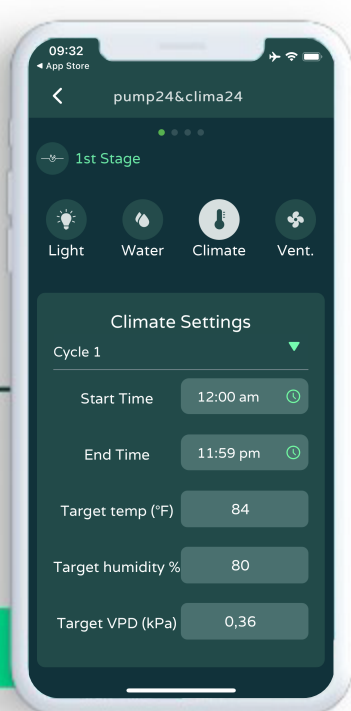 09:32
◀ App Store
pump24&clima24
1st Stage
Light Water Climate Vent.
Climate Settings
Cycle 1
Start Time 12:00 am
End Time 11:59 pm
Target temp (°F) 84
Target humidity % 80
Target VPD (kPa) 0,36